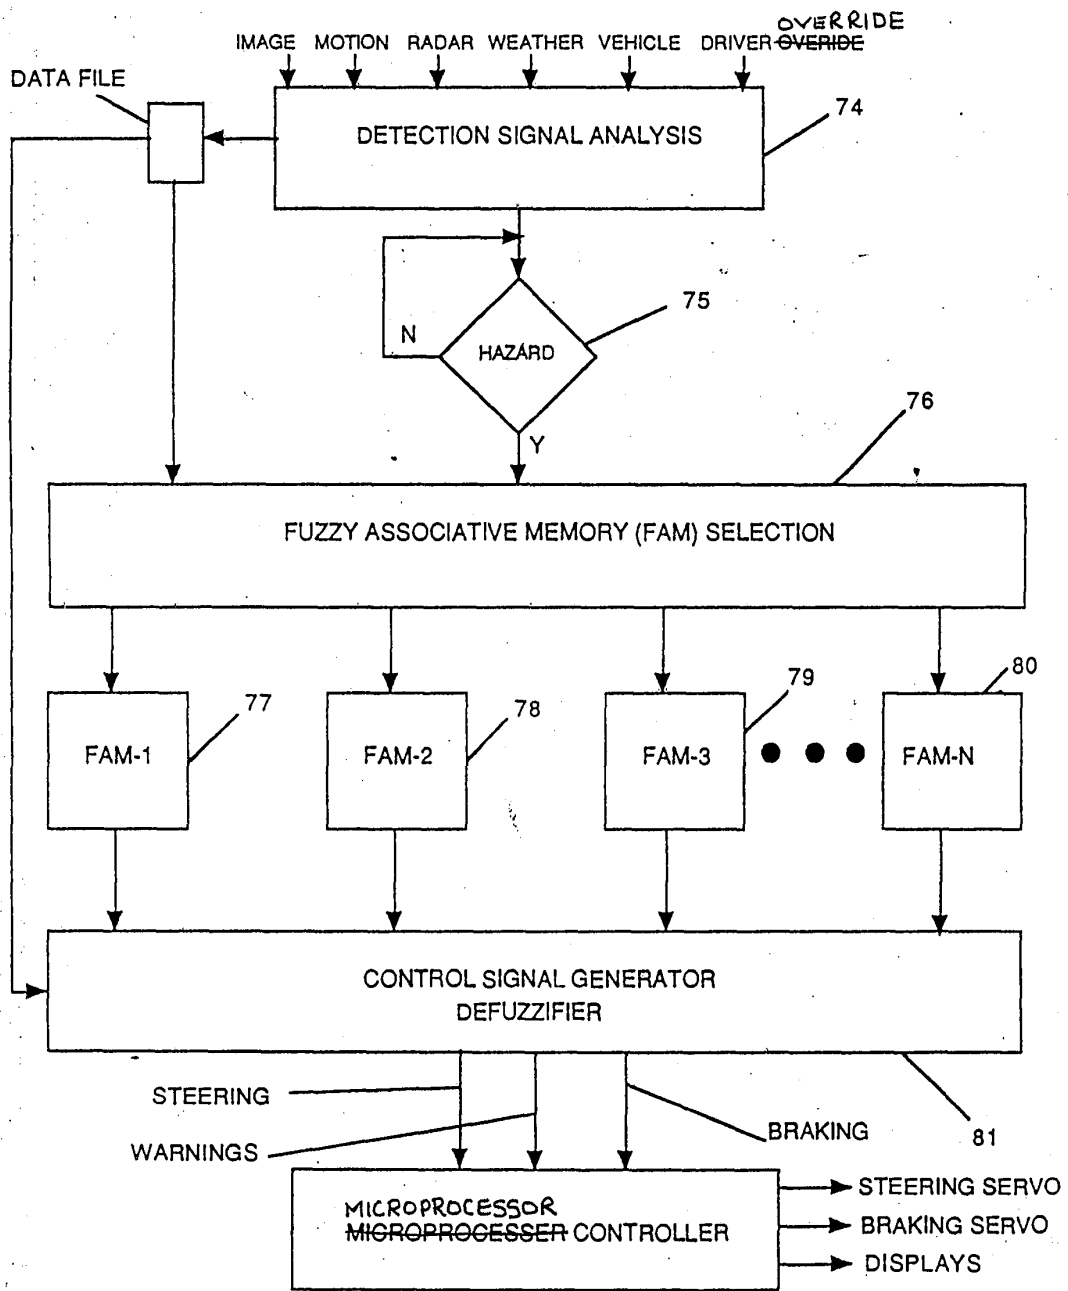 OVERRIDE
IMAGE MOTION RADAR WEATHER VEHICLE DRIVER OVERIDE
DATA FILE
74
DETECTION SIGNAL ANALYSIS
75
N
HAZARD
76
Y
FUZZY ASSOCIATIVE MEMORY (FAM) SELECTION
77
78
79
80
FAM-1
FAM-2
FAM-3
FAM-N
CONTROL SIGNAL GENERATOR
DEFUZZIFIER
STEERING
WARNINGS
BRAKING
81
MICROPROCESSOR
MICROPROCESSER CONTROLLER
STEERING SERVO
BRAKING SERVO
DISPLAYS